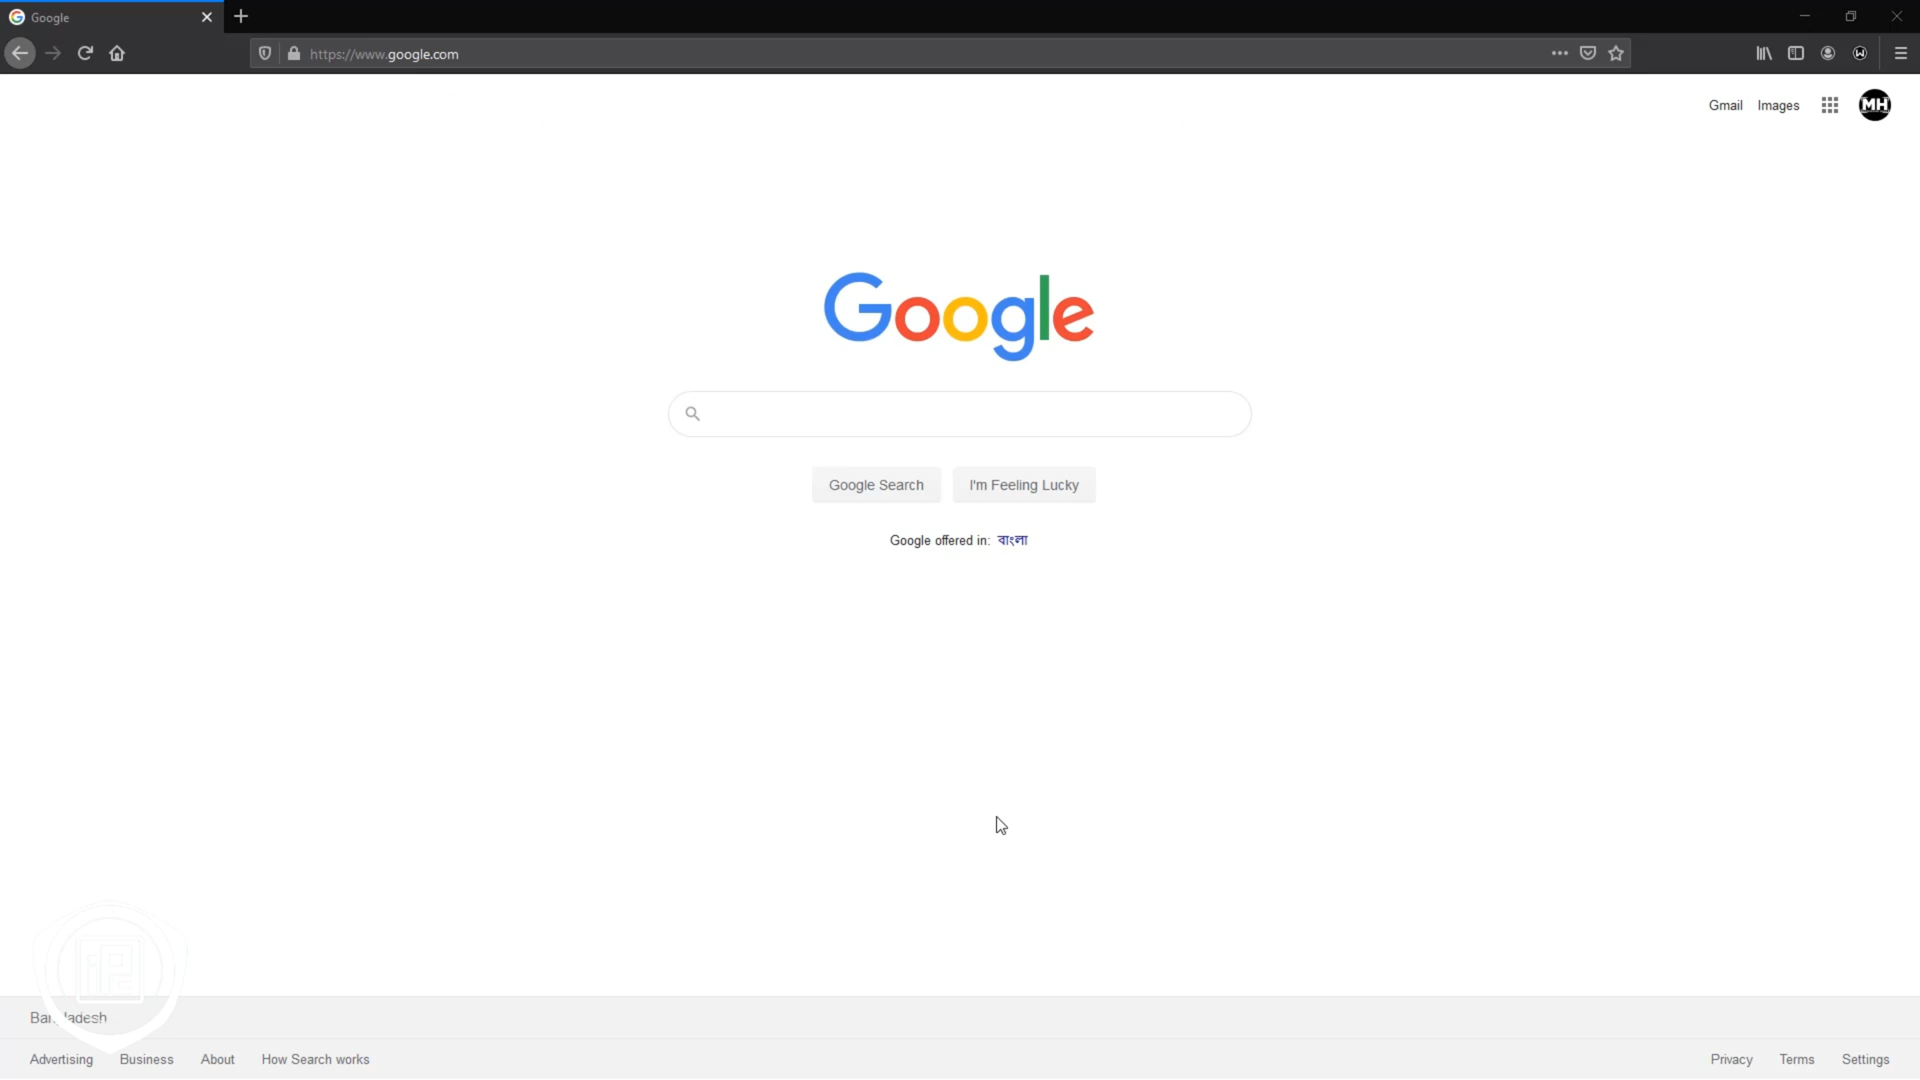 Google
https://www.google.com
Gmail Images MH
Google
Google Search I'm Feeling Lucky
Google offered in: বাংলা
Bangladesh
Advertising Business About How Search works
Privacy Terms Settings